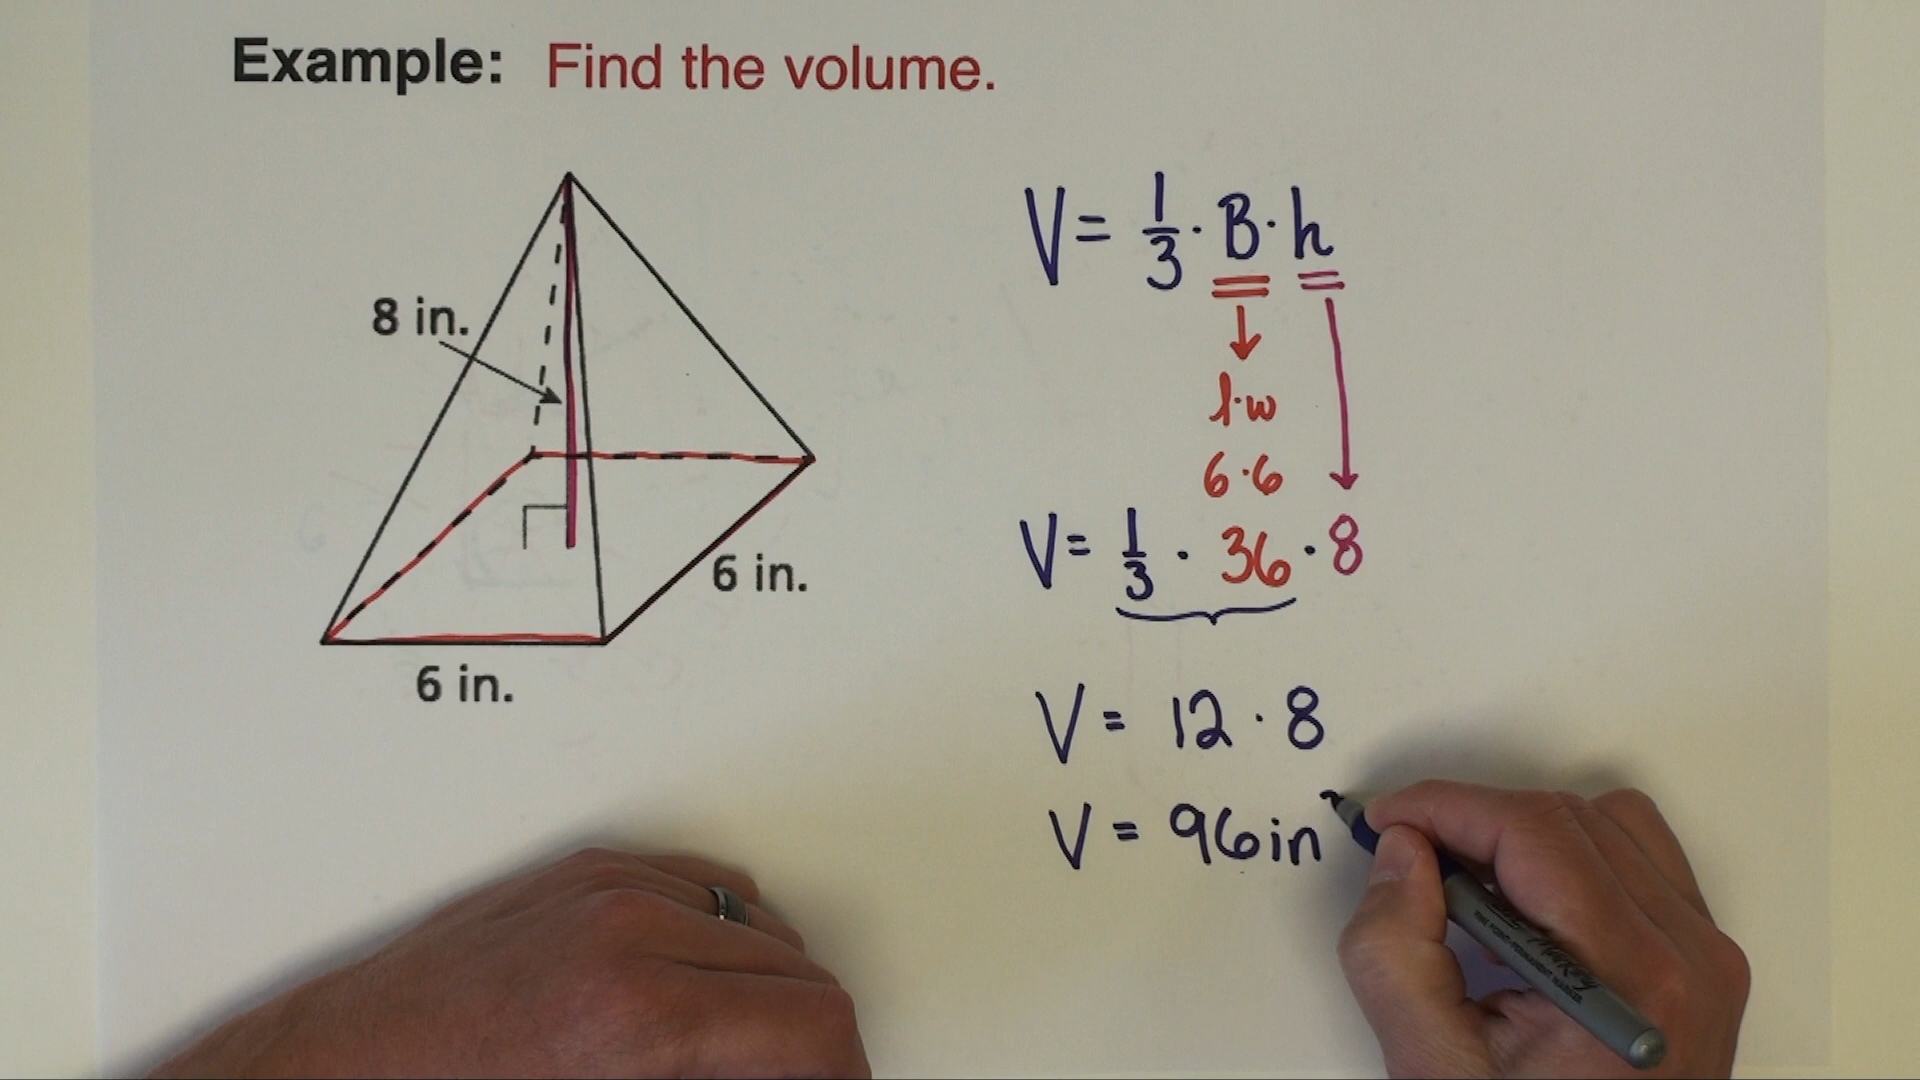 Example: Find the volume.
8 in.
6 in.
6 in.
V = 1/3 · B · h
l·w
6·6
V = 1/3 · 36 · 8
V = 12 · 8
V = 96in